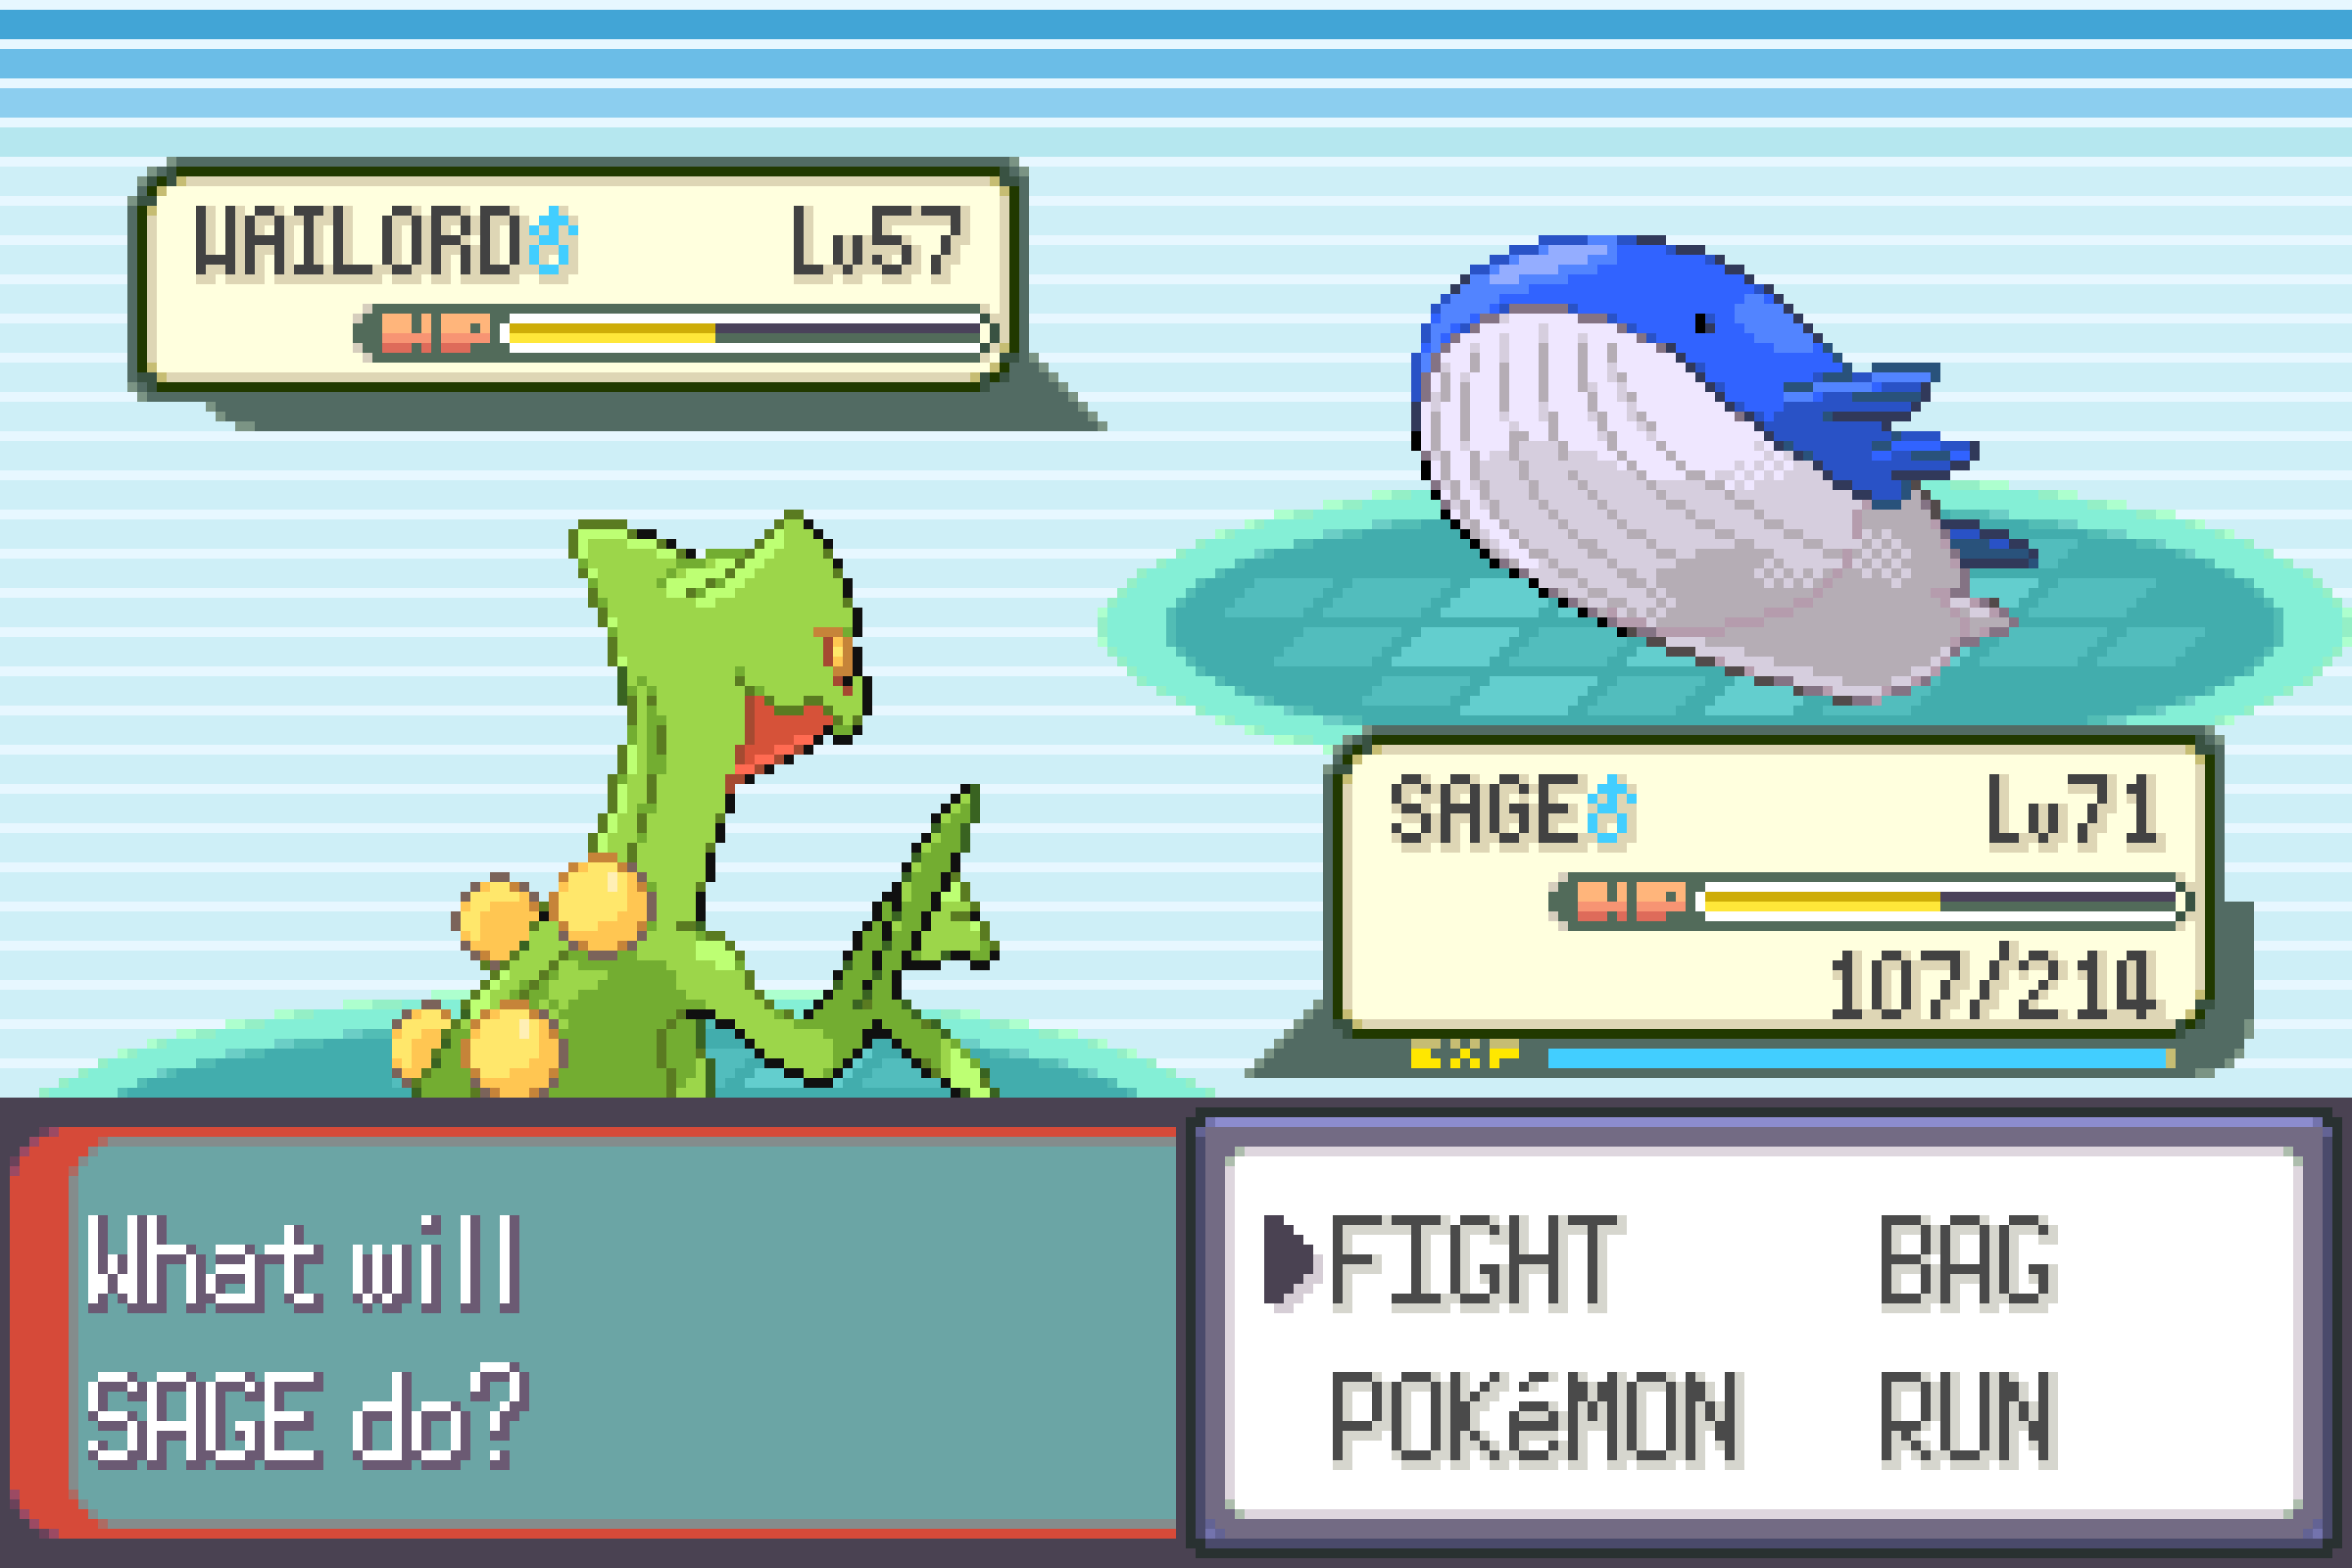 WAILORD♂ Lv57
HP
SAGE♂ Lv71
HP
107/214
EXP
What will
SAGE do?
FIGHT BAG
POKéMON RUN